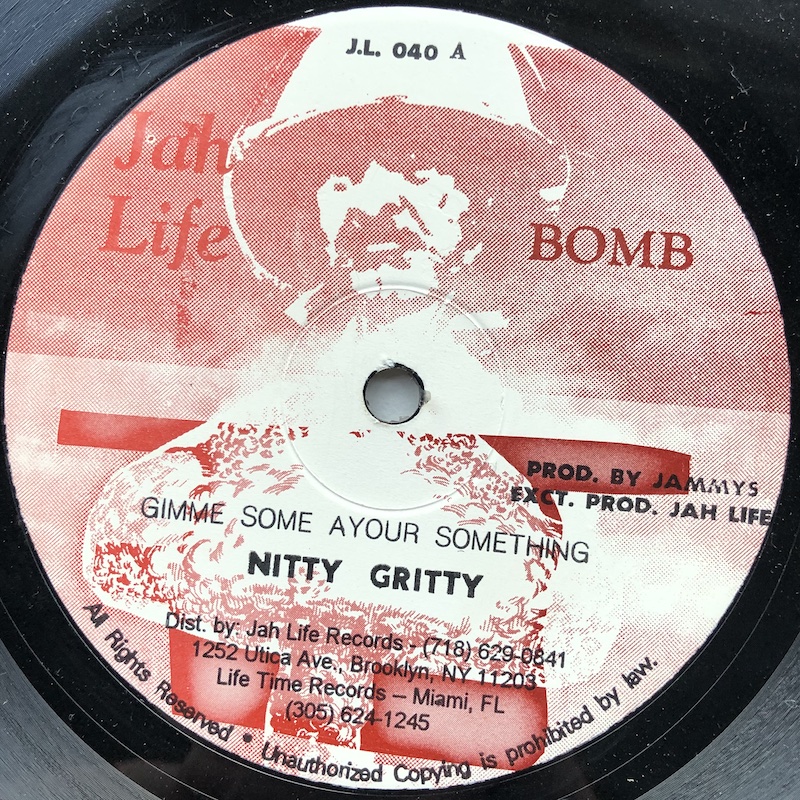 J.L. 040 A
Jah
Life
BOMB
PROD. BY JAMMYS
EXCT. PROD. JAH LIFE
GIMME SOME AYOUR SOMETHING
NITTY GRITTY
Dist. by: Jah Life Records - (718) 629-0841
1252 Utica Ave., Brooklyn, NY 11203
Life Time Records – Miami, FL
(305) 624-1245
All Rights Reserved • Unauthorized Copying is prohibited by law.